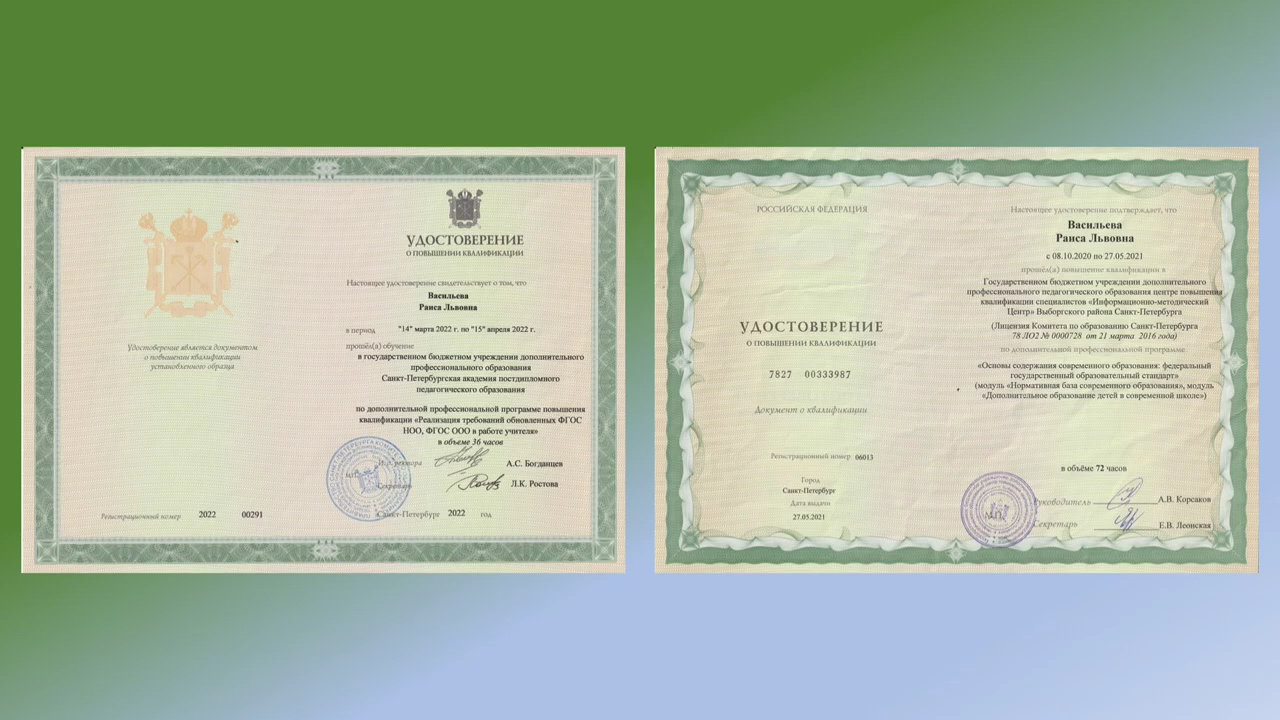 Удостоверение является документом
о повышении квалификации
установленного образца
Регистрационный номер 2022 00291
УДОСТОВЕРЕНИЕ
О ПОВЫШЕНИИ КВАЛИФИКАЦИИ
Настоящее удостоверение свидетельствует о том, что
Васильева
Раиса Львовна
в период "14" марта 2022 г. по "15" апреля 2022 г.
прошёл(а) обучение
в государственном бюджетном учреждении дополнительного
профессионального образования
Санкт-Петербургская академия постдипломного
педагогического образования
по дополнительной профессиональной программе повышения
квалификации «Реализация требований обновленных ФГОС
НОО, ФГОС ООО в работе учителя»
в объеме 36 часов
И.о. ректора А.С. Богданцев
Секретарь Л.К. Ростова
Санкт-Петербург 2022 год
РОССИЙСКАЯ ФЕДЕРАЦИЯ
УДОСТОВЕРЕНИЕ
О ПОВЫШЕНИИ КВАЛИФИКАЦИИ
7827 00333987
Документ о квалификации
Регистрационный номер 06013
Город
Санкт-Петербург
Дата выдачи
27.05.2021
Настоящее удостоверение подтверждает, что
Васильева
Раиса Львовна
с 08.10.2020 по 27.05.2021
прошёл(а) повышение квалификации в
Государственном бюджетном учреждении дополнительного
профессионального педагогического образования центре повышения
квалификации специалистов «Информационно-методический
Центр» Выборгского района Санкт-Петербурга
(Лицензия Комитета по образованию Санкт-Петербурга
78 ЛО2 № 0000728 от 21 марта 2016 года)
по дополнительной профессиональной программе
«Основы содержания современного образования: федеральный
государственный образовательный стандарт»
(модуль «Нормативная база современного образования», модуль
«Дополнительное образование детей в современной школе»)
в объёме 72 часов
Руководитель А.В. Корсаков
Секретарь Е.В. Леонская